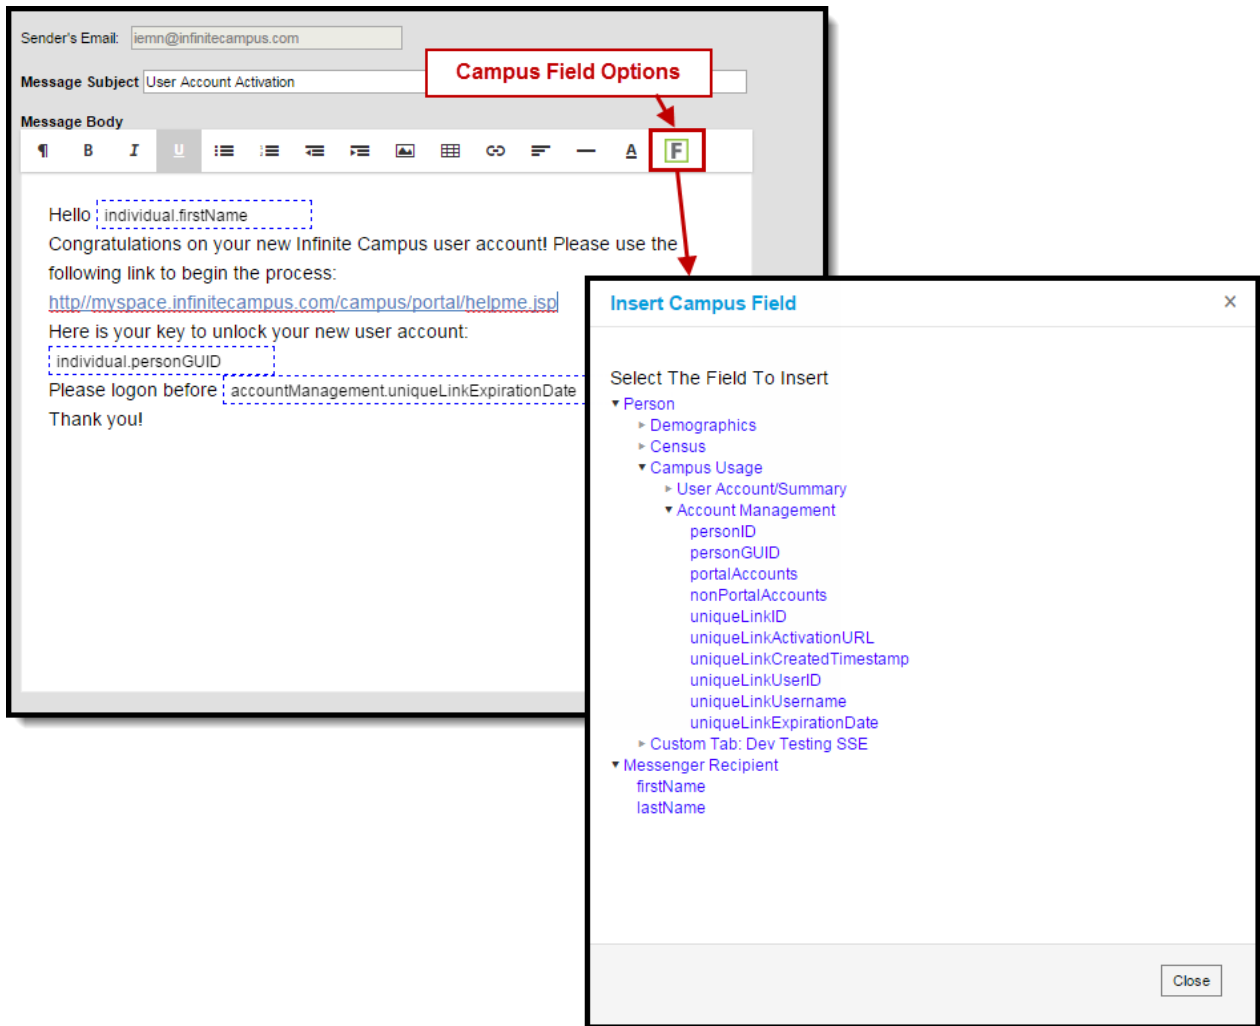 Sender's Email: iemn@infinitecampus.com
Message Subject User Account Activation
Campus Field Options
Message Body
¶ B I U A F
Hello individual.firstName
Congratulations on your new Infinite Campus user account! Please use the
following link to begin the process:
http//myspace.infinitecampus.com/campus/portal/helpme.jsp
Here is your key to unlock your new user account:
individual.personGUID
Please logon before accountManagement.uniqueLinkExpirationDate
Thank you!
Insert Campus Field ×
Select The Field To Insert
Person
Demographics
Census
Campus Usage
User Account/Summary
Account Management
personID
personGUID
portalAccounts
nonPortalAccounts
uniqueLinkID
uniqueLinkActivationURL
uniqueLinkCreatedTimestamp
uniqueLinkUserID
uniqueLinkUsername
uniqueLinkExpirationDate
Custom Tab: Dev Testing SSE
Messenger Recipient
firstName
lastName
Close